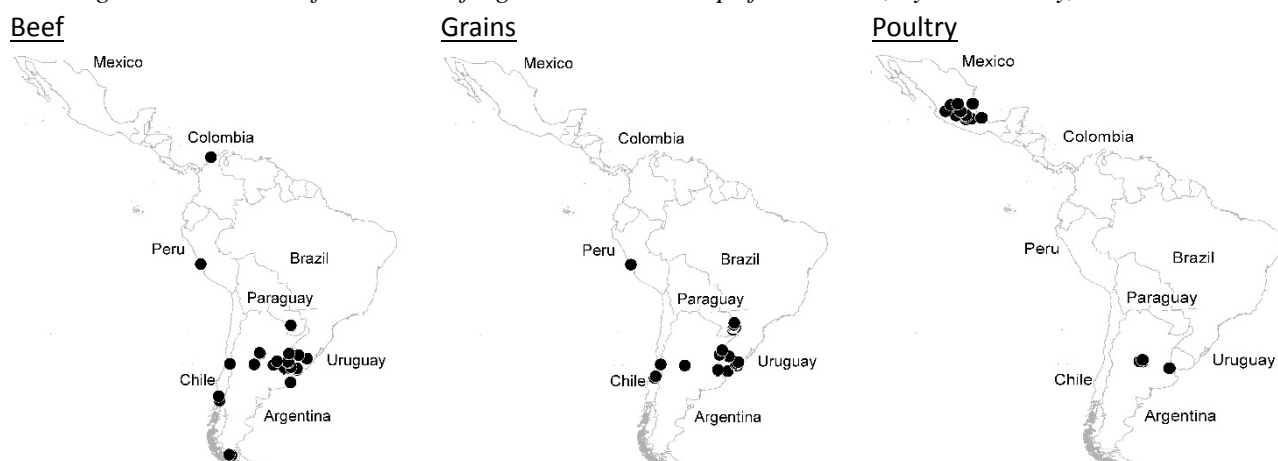 Beef
Grains
Poultry
Mexico
Colombia
Peru
Brazil
Paraguay
Uruguay
Chile
Argentina
Mexico
Colombia
Peru
Brazil
Paraguay
Uruguay
Chile
Argentina
Mexico
Colombia
Peru
Brazil
Paraguay
Uruguay
Chile
Argentina